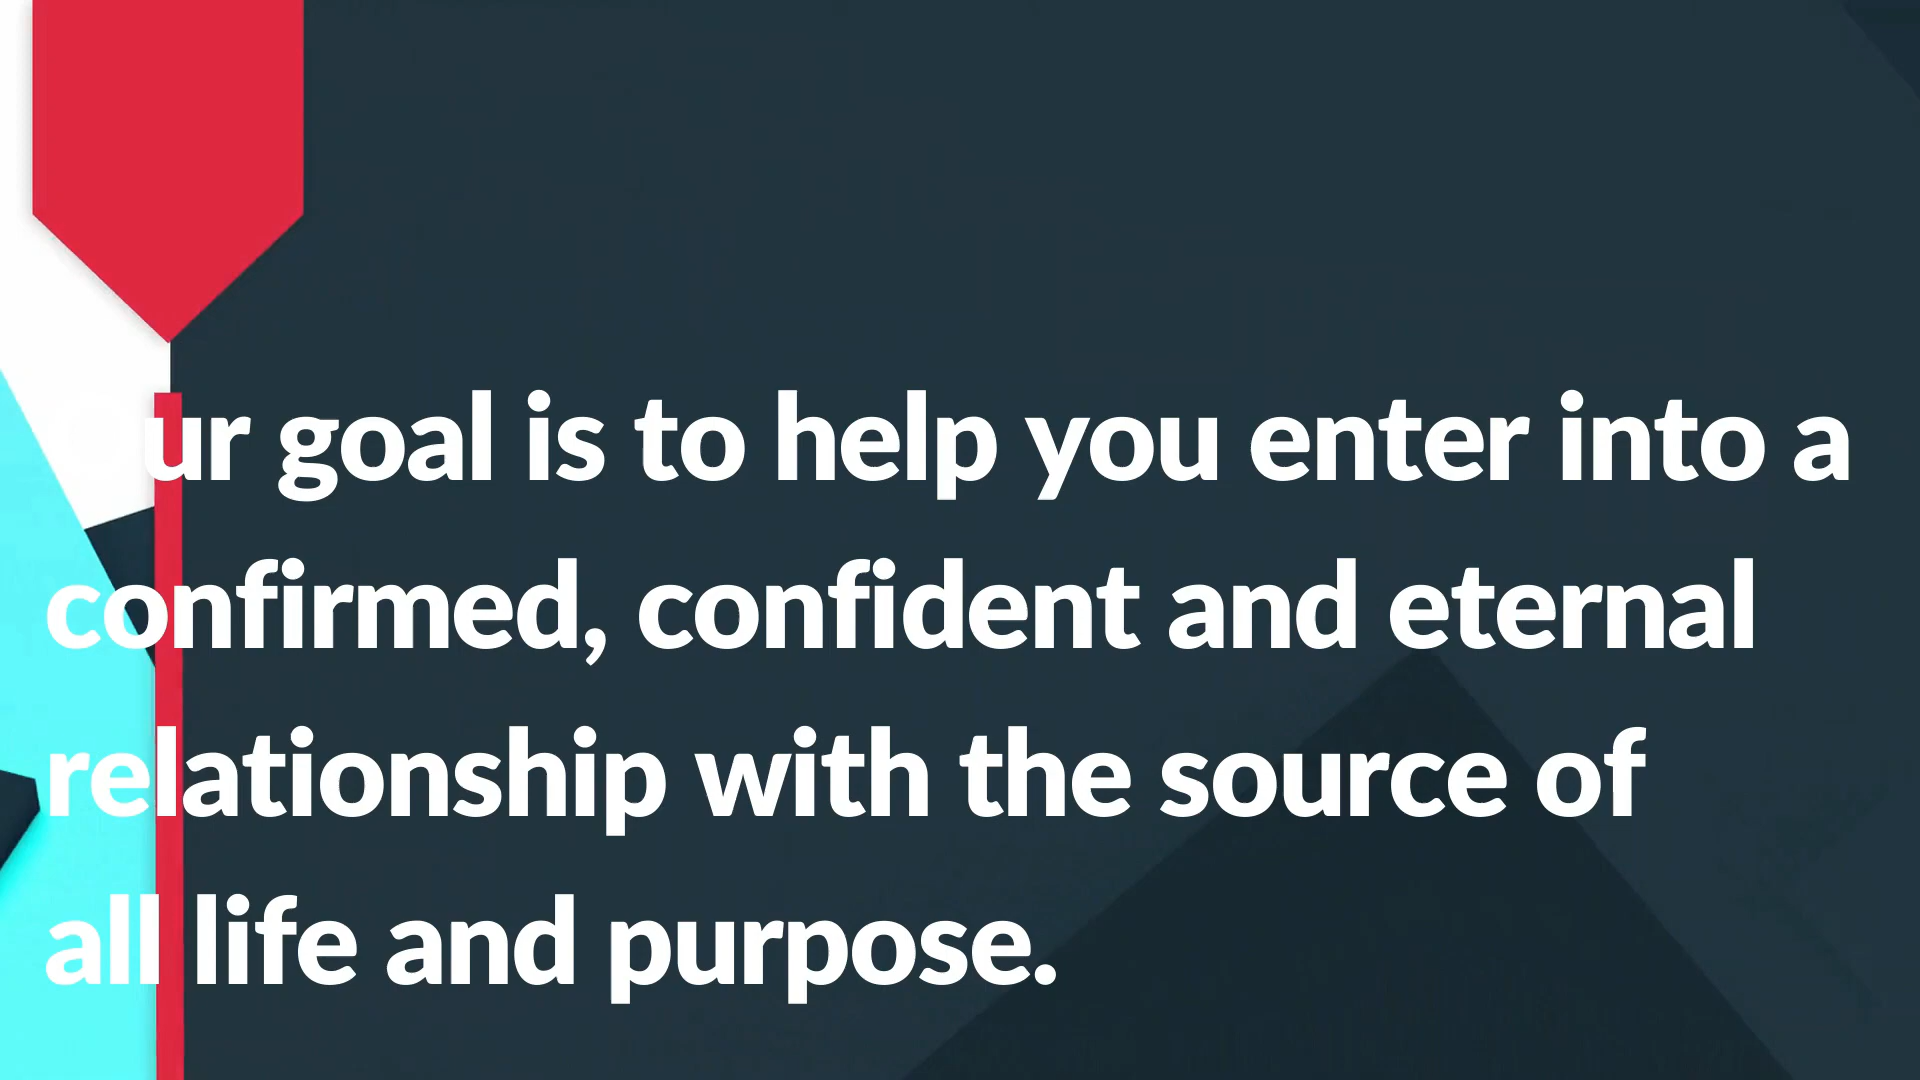 Our goal is to help you enter into a
confirmed, confident and eternal
relationship with the source of
all life and purpose.